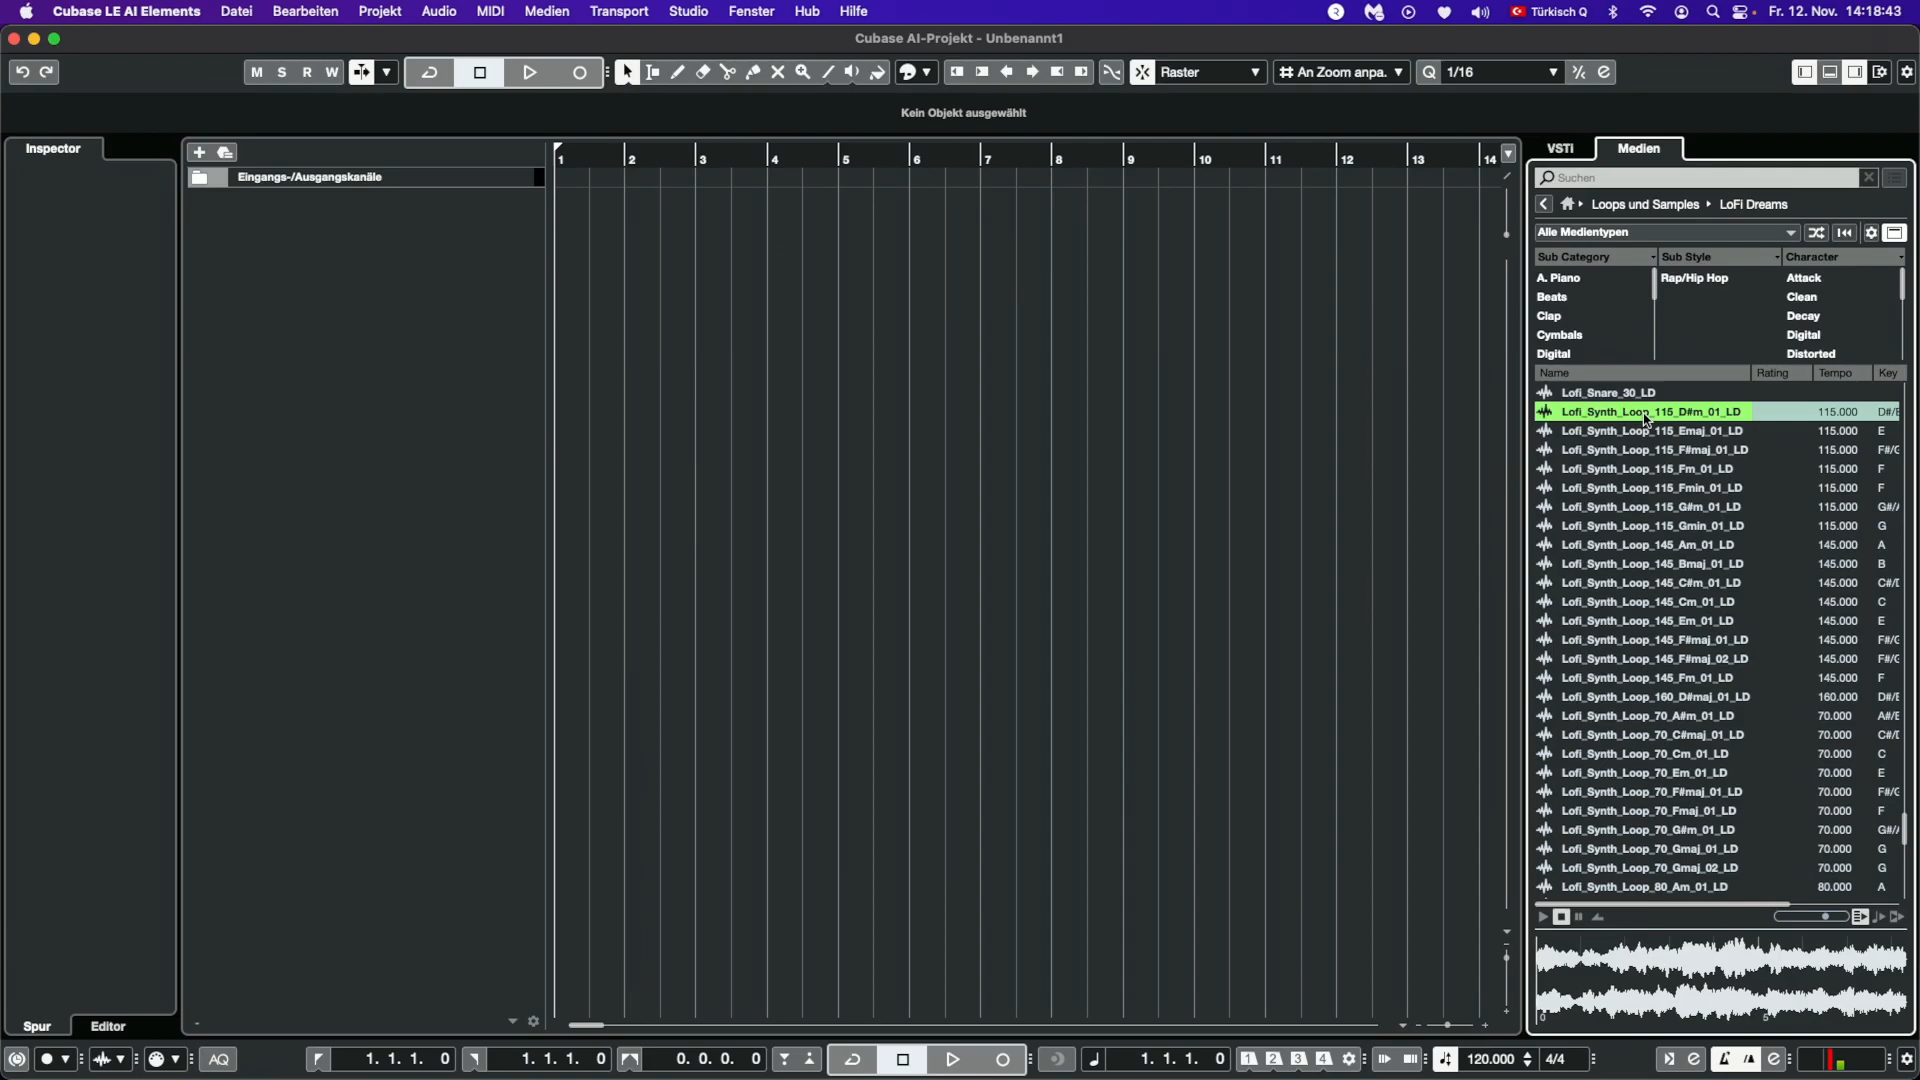 Cubase LE AI Elements Datei Bearbeiten Projekt Audio MIDI Medien Transport Studio Fenster Hub Hilfe Türkisch Q Fr. 12. Nov. 14:18:43
Cubase AI-Projekt - Unbenannt1
M S R W Raster An Zoom anpa. Q 1/16
Kein Objekt ausgewählt
Inspector
1 2 3 4 5 6 7 8 9 10 11 12 13 14
VSTi Medien
Eingangs-/Ausgangskanäle
Suchen
Loops und Samples LoFi Dreams
Alle Medientypen
Sub Category Sub Style Character
A. Piano Rap/Hip Hop Attack
Beats Clean
Clap Decay
Cymbals Digital
Digital Distorted
Name Rating Tempo Key
Lofi_Snare_30_LD
Lofi_Synth_Loop_115_D#m_01_LD 115.000 D#/E
Lofi_Synth_Loop_115_Emaj_01_LD 115.000 E
Lofi_Synth_Loop_115_F#maj_01_LD 115.000 F#/G
Lofi_Synth_Loop_115_Fm_01_LD 115.000 F
Lofi_Synth_Loop_115_Fmin_01_LD 115.000 F
Lofi_Synth_Loop_115_G#m_01_LD 115.000 G#/A
Lofi_Synth_Loop_115_Gmin_01_LD 115.000 G
Lofi_Synth_Loop_145_Am_01_LD 145.000 A
Lofi_Synth_Loop_145_Bmaj_01_LD 145.000 B
Lofi_Synth_Loop_145_C#m_01_LD 145.000 C#/D
Lofi_Synth_Loop_145_Cm_01_LD 145.000 C
Lofi_Synth_Loop_145_Em_01_LD 145.000 E
Lofi_Synth_Loop_145_F#maj_01_LD 145.000 F#/G
Lofi_Synth_Loop_145_F#maj_02_LD 145.000 F#/G
Lofi_Synth_Loop_145_Fm_01_LD 145.000 F
Lofi_Synth_Loop_160_D#maj_01_LD 160.000 D#/E
Lofi_Synth_Loop_70_A#m_01_LD 70.000 A#/B
Lofi_Synth_Loop_70_C#maj_01_LD 70.000 C#/D
Lofi_Synth_Loop_70_Cm_01_LD 70.000 C
Lofi_Synth_Loop_70_Em_01_LD 70.000 E
Lofi_Synth_Loop_70_F#maj_01_LD 70.000 F#/G
Lofi_Synth_Loop_70_Fmaj_01_LD 70.000 F
Lofi_Synth_Loop_70_G#m_01_LD 70.000 G#/A
Lofi_Synth_Loop_70_Gmaj_01_LD 70.000 G
Lofi_Synth_Loop_70_Gmaj_02_LD 70.000 G
Lofi_Synth_Loop_80_Am_01_LD 80.000 A
0 5
Spur Editor
AQ 1. 1. 1. 0 1. 1. 1. 0 0. 0. 0. 0 1. 1. 1. 0 1 2 3 4 120.000 4/4